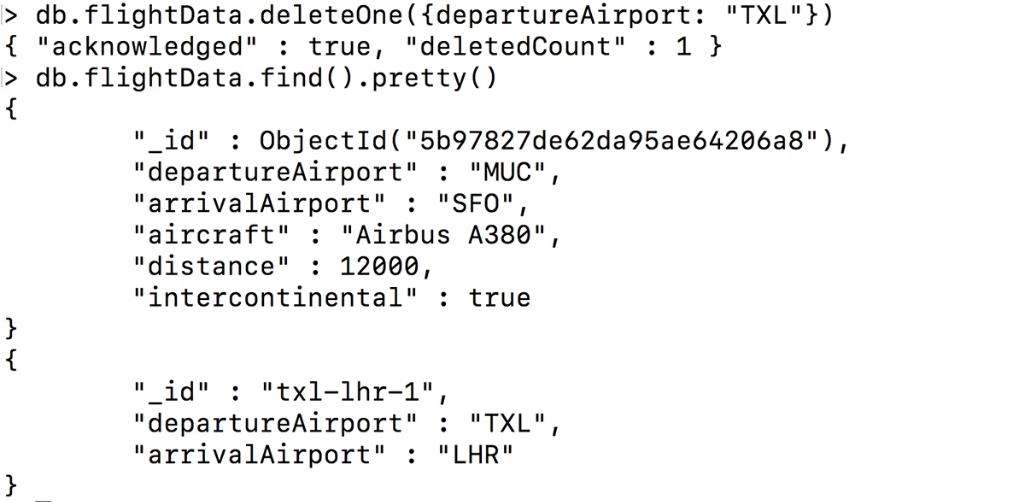 > db.flightData.deleteOne({departureAirport: "TXL"})
{ "acknowledged" : true, "deletedCount" : 1 }
> db.flightData.find().pretty()
{
        "_id" : ObjectId("5b97827de62da95ae64206a8"),
        "departureAirport" : "MUC",
        "arrivalAirport" : "SFO",
        "aircraft" : "Airbus A380",
        "distance" : 12000,
        "intercontinental" : true
}
{
        "_id" : "txl-lhr-1",
        "departureAirport" : "TXL",
        "arrivalAirport" : "LHR"
}